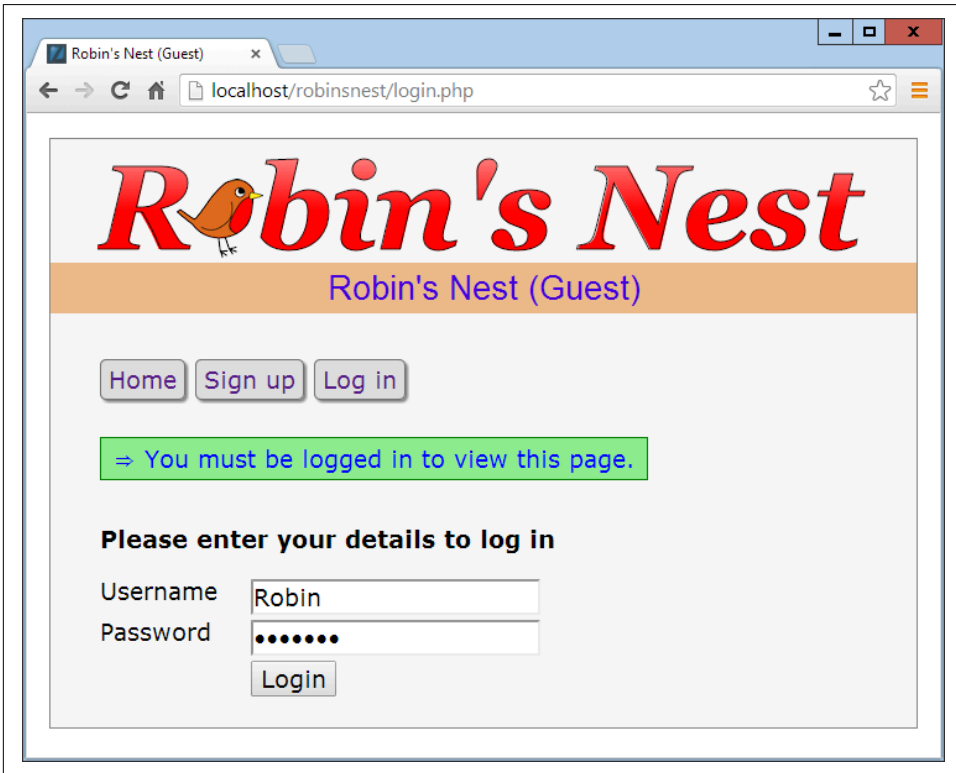 Robin's Nest (Guest)
localhost/robinsnest/login.php
Robin's Nest
Robin's Nest (Guest)
Home Sign up Log in
⇒ You must be logged in to view this page.
Please enter your details to log in
Username Robin
Password •••••••
Login